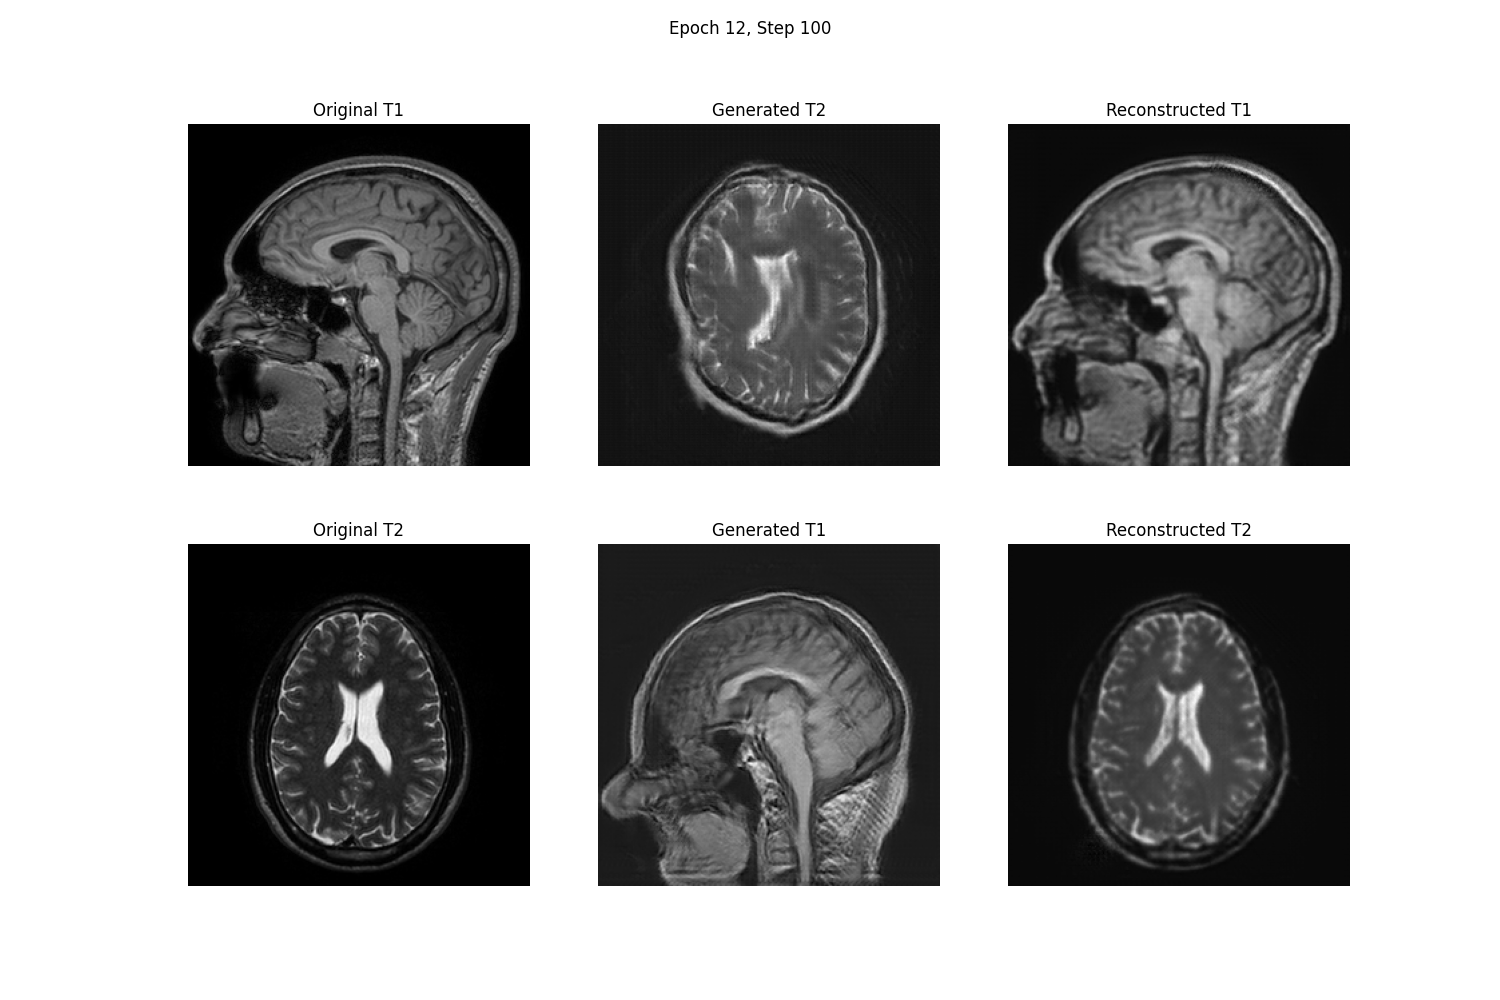 Epoch 12, Step 100
Original T1
Generated T2
Reconstructed T1
Original T2
Generated T1
Reconstructed T2